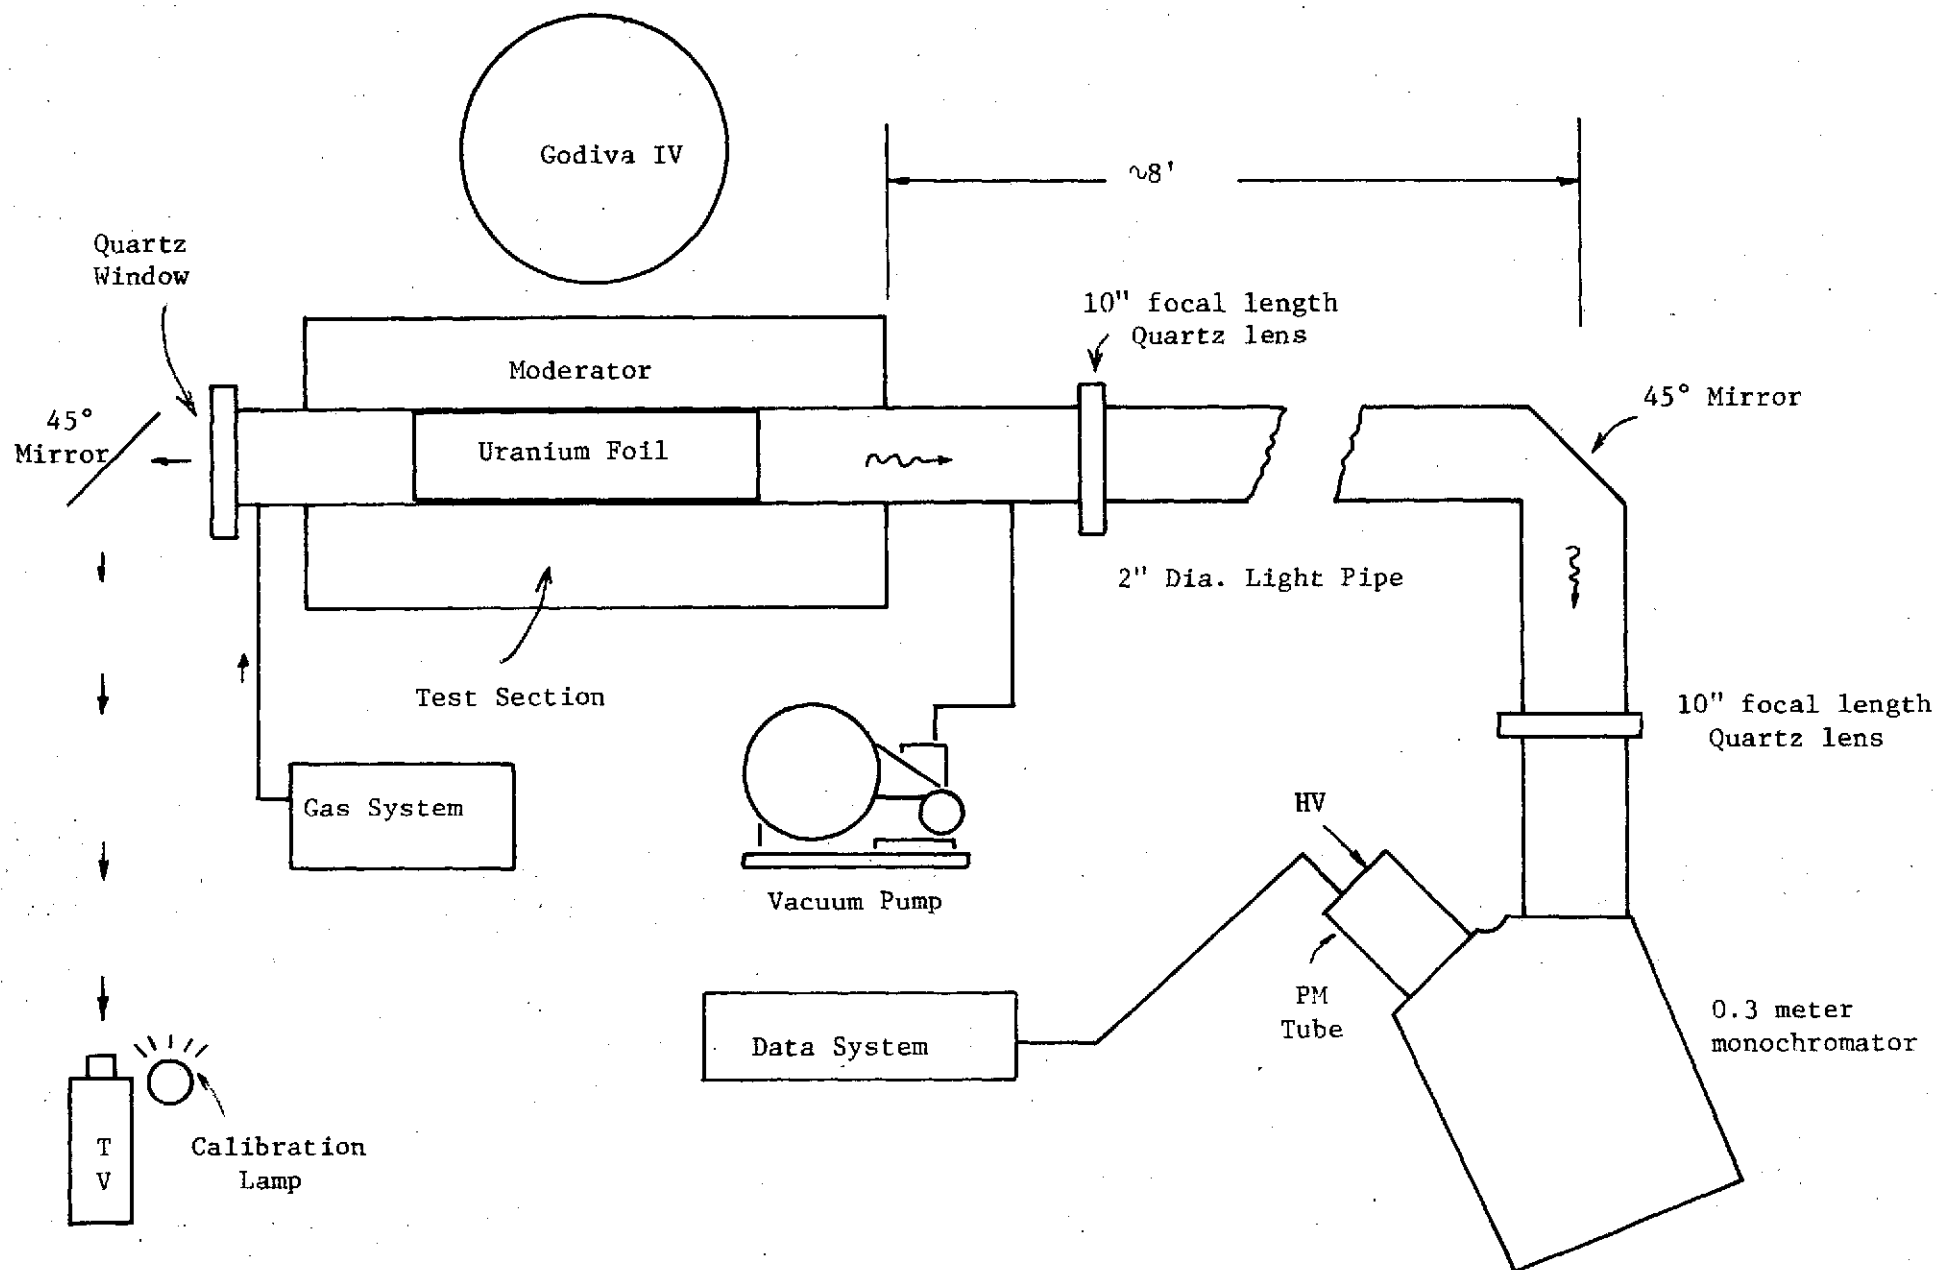 Godiva IV
~8'
Quartz
Window
10" focal length
Quartz lens
Moderator
45°
Mirror
45° Mirror
Uranium Foil
2" Dia. Light Pipe
Test Section
10" focal length
Quartz lens
Gas System
HV
Vacuum Pump
PM
Tube
0.3 meter
monochromator
Data System
T
V
Calibration
Lamp